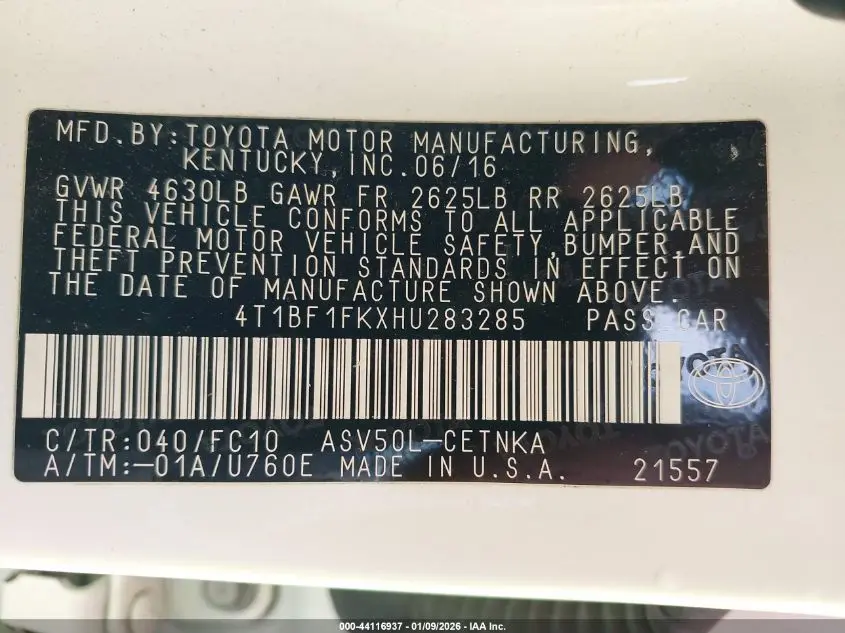 MFD.BY:TOYOTA MOTOR MANUFACTURING,
KENTUCKY,INC.06/16
GVWR 4630LB GAWR FR 2625LB RR 2625LB
THIS VEHICLE CONFORMS TO ALL APPLICABLE
FEDERAL MOTOR VEHICLE SAFETY,BUMPER,AND
THEFT PREVENTION STANDARDS IN EFFECT ON
THE DATE OF MANUFACTURE SHOWN ABOVE.
4T1BF1FKXHU283285 PASS CAR
TOYOTA
C/TR:040/FC10 ASV50L-CETNKA
A/TM:-01A/U760E MADE IN U.S.A. 21557
000-44116937 - 01/09/2026 - IAA Inc.